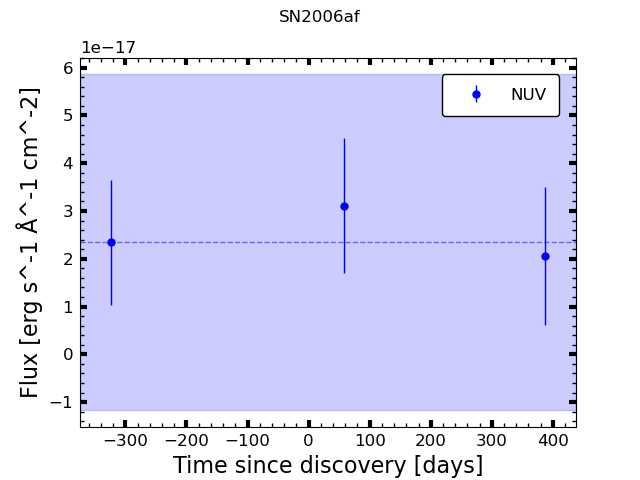 SN2006af
1e−17
6
5
4
3
2
1
0
−1
Flux [erg s^-1 Å^-1 cm^-2]
NUV
−300 −200 −100 0 100 200 300 400
Time since discovery [days]